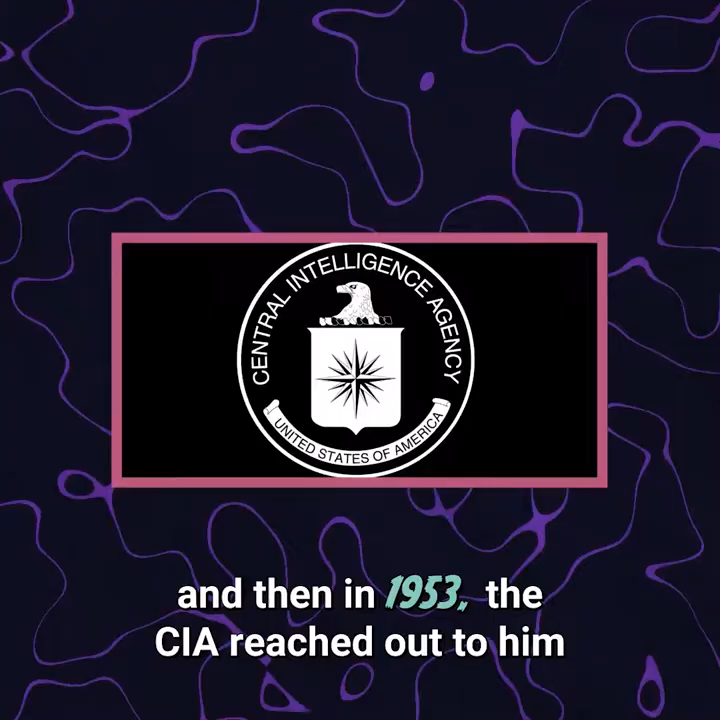 CENTRAL INTELLIGENCE AGENCY
UNITED STATES OF AMERICA
and then in 1953, the
CIA reached out to him